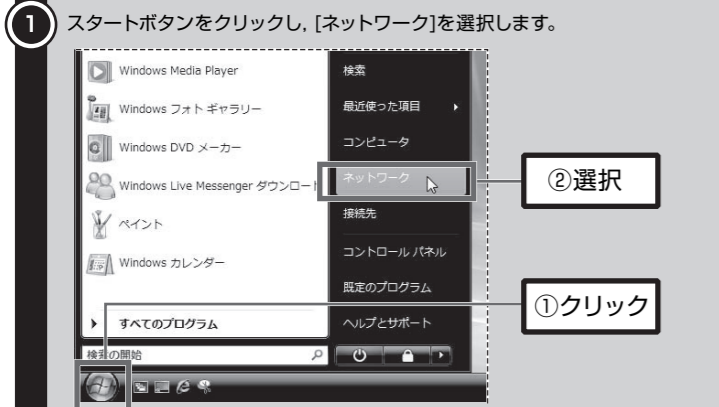 1 スタートボタンをクリックし, [ネットワーク]を選択します。
Windows Media Player
Windows フォト ギャラリー
Windows DVD メーカー
Windows Live Messenger ダウンロート
ペイント
Windows カレンダー
すべてのプログラム
検索の開始
検索
最近使った項目
コンピュータ
ネットワーク
接続先
コントロール パネル
既定のプログラム
ヘルプとサポート
②選択
①クリック